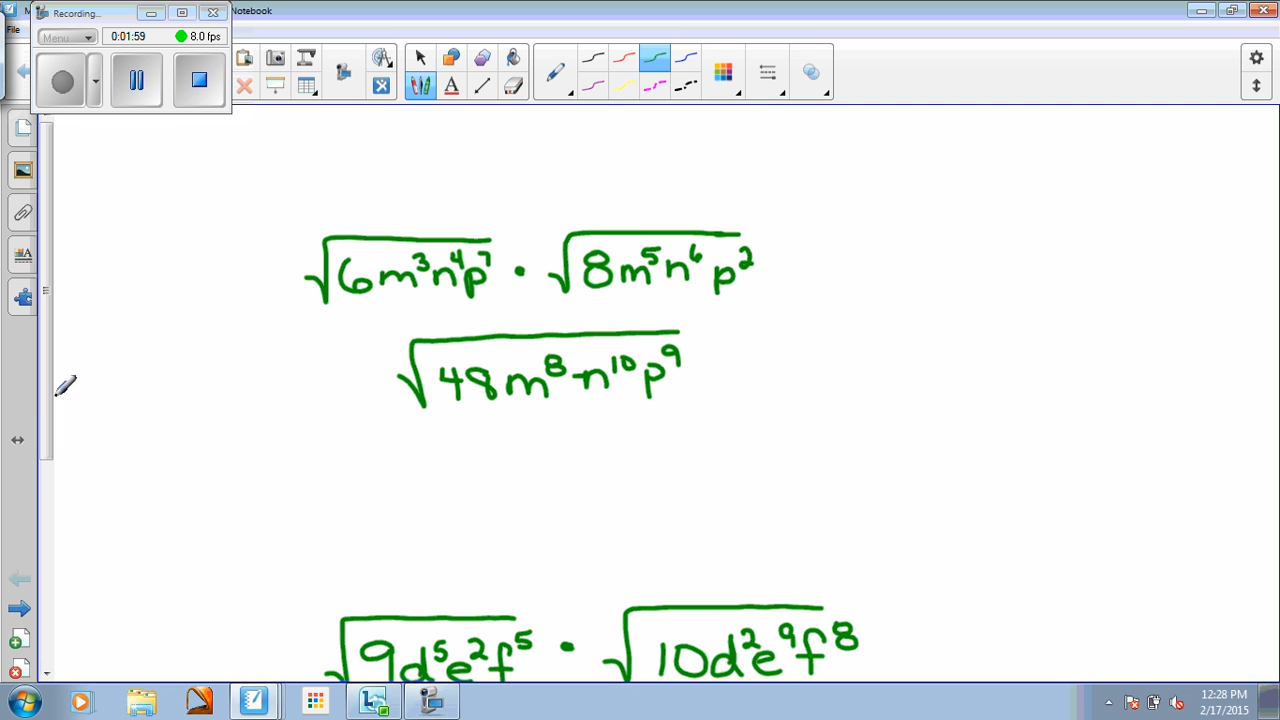 Recording...
Notebook
File
Menu
0:01:59
8.0 fps
√6m³n⁴p⁷ · √8m⁵n⁶p²
√48m⁸n¹⁰p⁹
√9d⁵e²f⁵ · √10d²e⁹f⁸
12:28 PM
2/17/2015